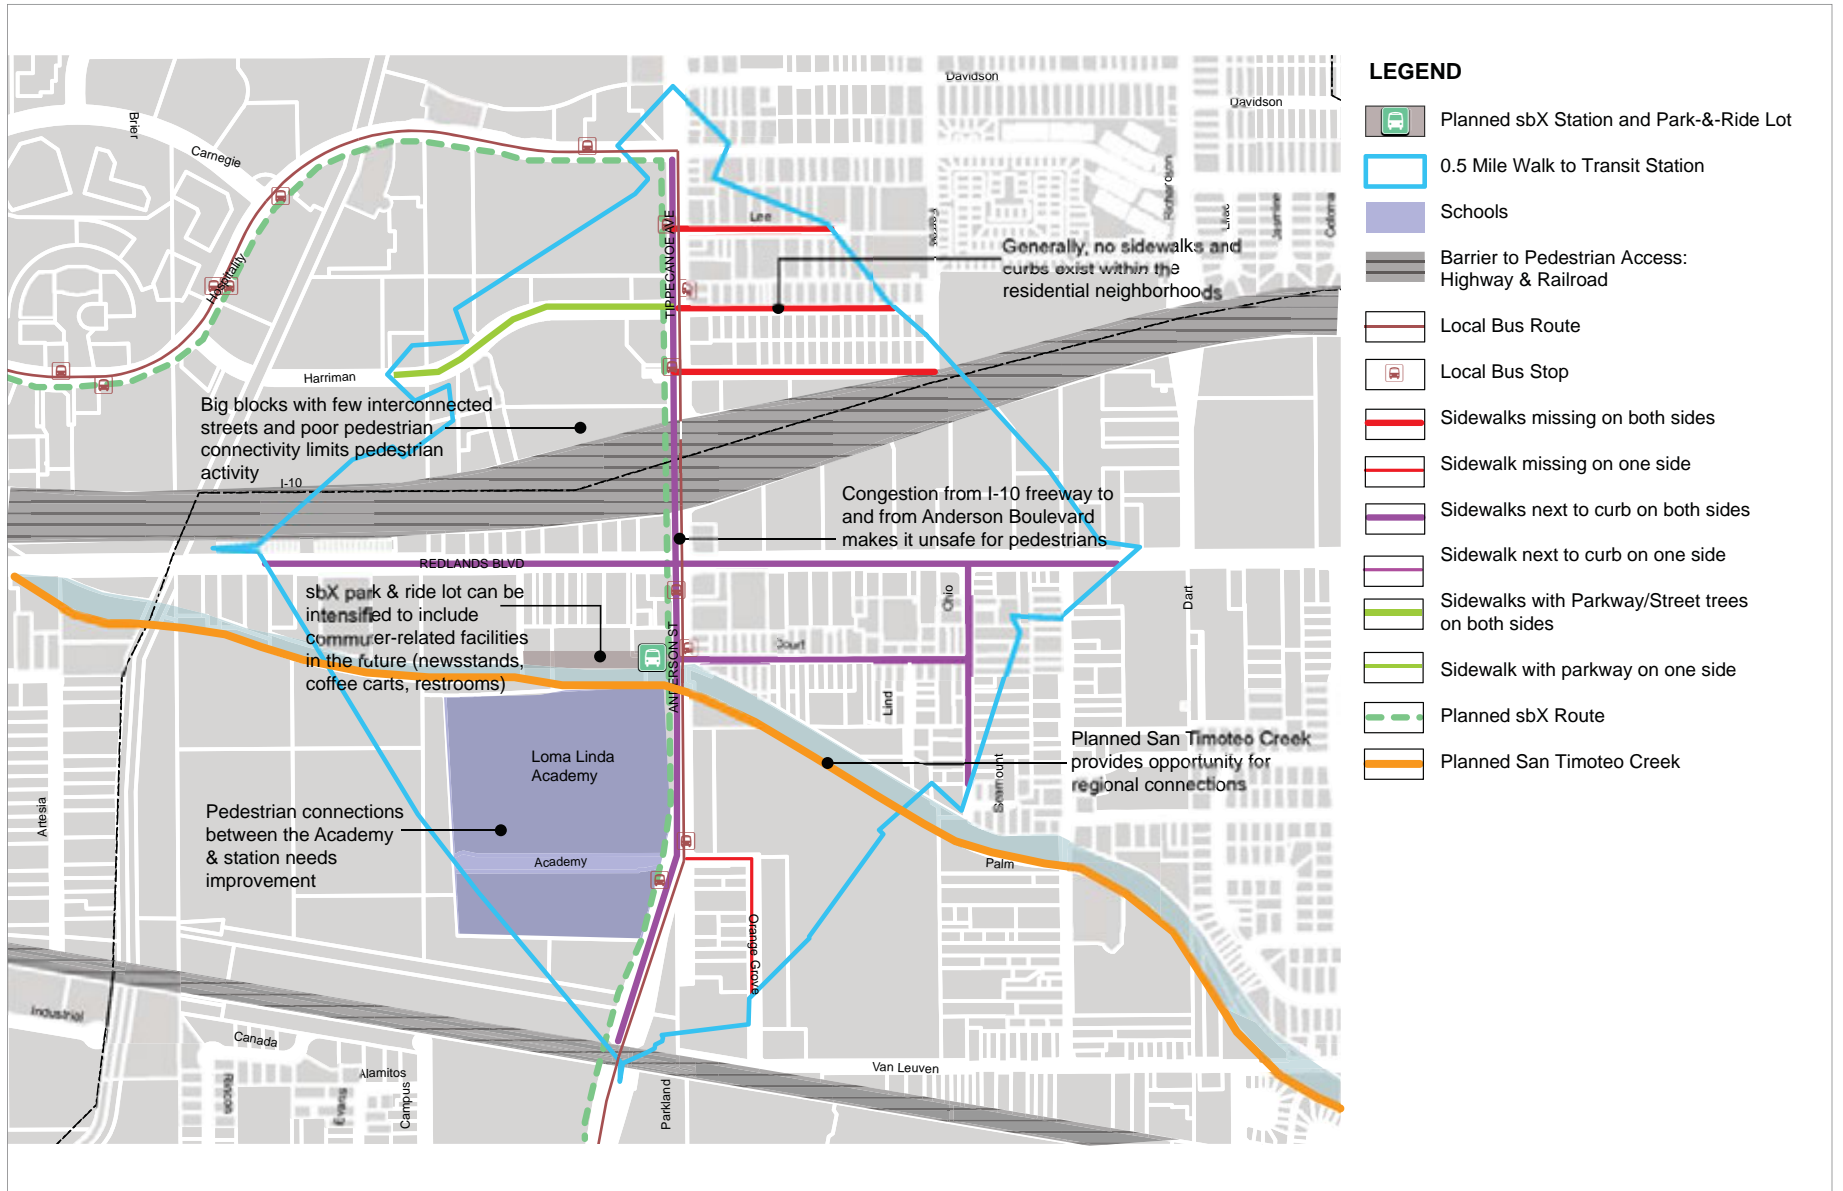 LEGEND
Planned sbX Station and Park-&-Ride Lot
0.5 Mile Walk to Transit Station
Schools
Barrier to Pedestrian Access:
Highway & Railroad
Local Bus Route
Local Bus Stop
Sidewalks missing on both sides
Sidewalk missing on one side
Sidewalks next to curb on both sides
Sidewalk next to curb on one side
Sidewalks with Parkway/Street trees
on both sides
Sidewalk with parkway on one side
Planned sbX Route
Planned San Timoteo Creek
Davidson
Davidson
Brier
Carnegie
Richardson
Lee
Lilac
Jasmine
Coloma
TIPPECANOE AVE
Hospitality
Generally, no sidewalks and
curbs exist within the
residential neighborhoods
Harriman
Big blocks with few interconnected
streets and poor pedestrian
connectivity limits pedestrian
activity
I-10
Congestion from I-10 freeway to
and from Anderson Boulevard
makes it unsafe for pedestrians
REDLANDS BLVD
sbX park & ride lot can be
intensified to include
commuter-related facilities
in the future (newsstands,
coffee carts, restrooms)
ANDERSON ST
Court
Ohio
Dart
Lind
Loma Linda
Academy
Planned San Timoteo Creek
provides opportunity for
regional connections
Seamount
Artesia
Pedestrian connections
between the Academy
& station needs
improvement
Academy
Palm
Orange Grove
Industrial
Canada
Alamitos
Campus
Rincon
Parkland
Van Leuven